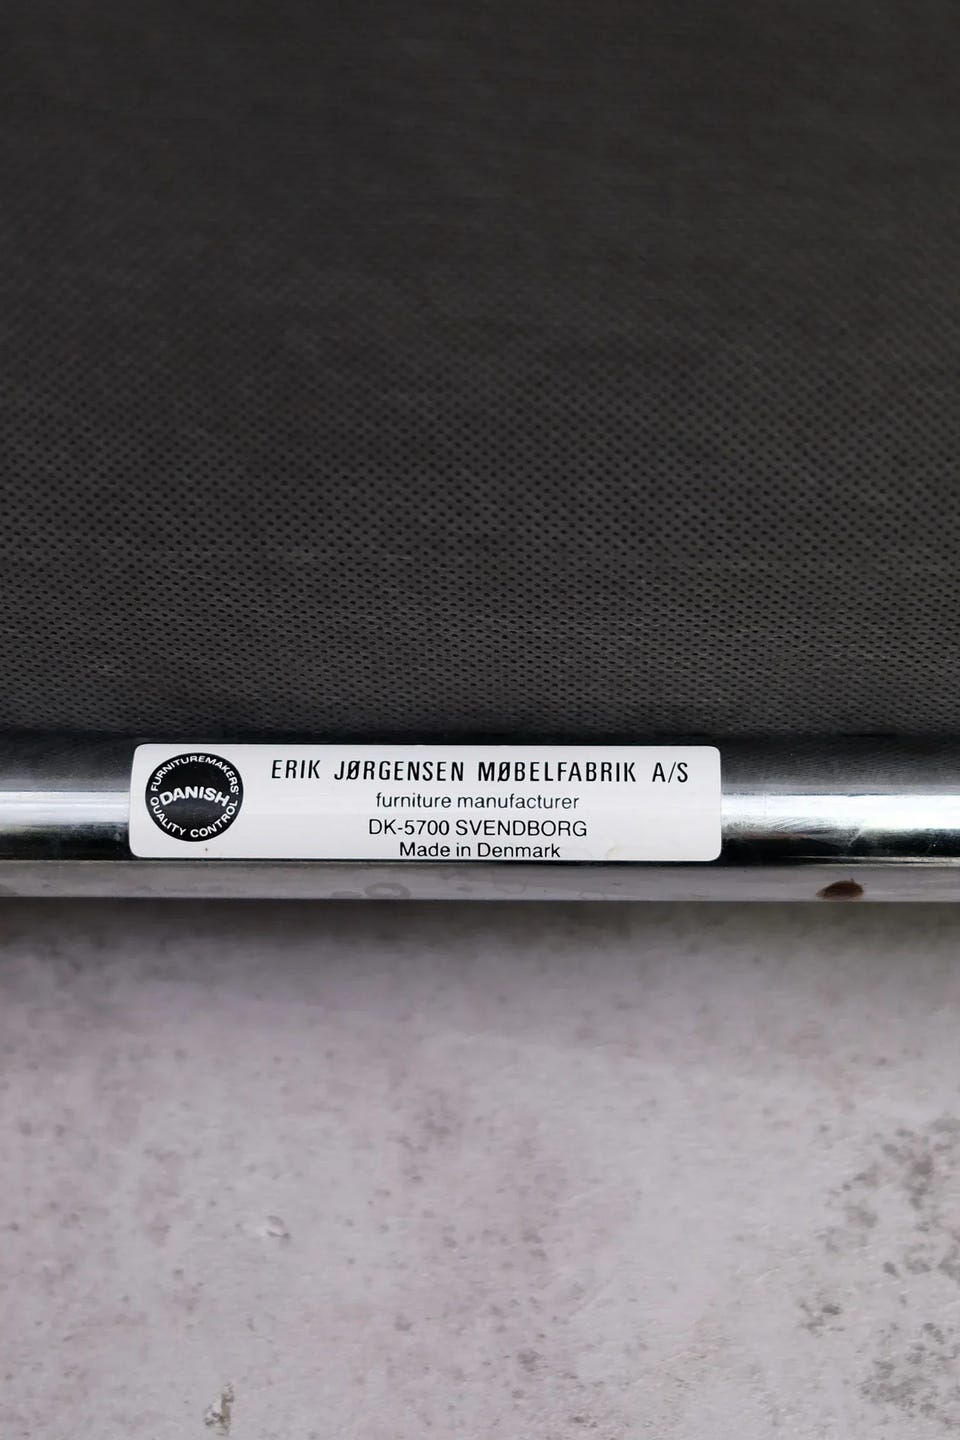 FURNITUREMAKERS'
DANISH
QUALITY CONTROL
ERIK JØRGENSEN MØBELFABRIK A/S
furniture manufacturer
DK-5700 SVENDBORG
Made in Denmark